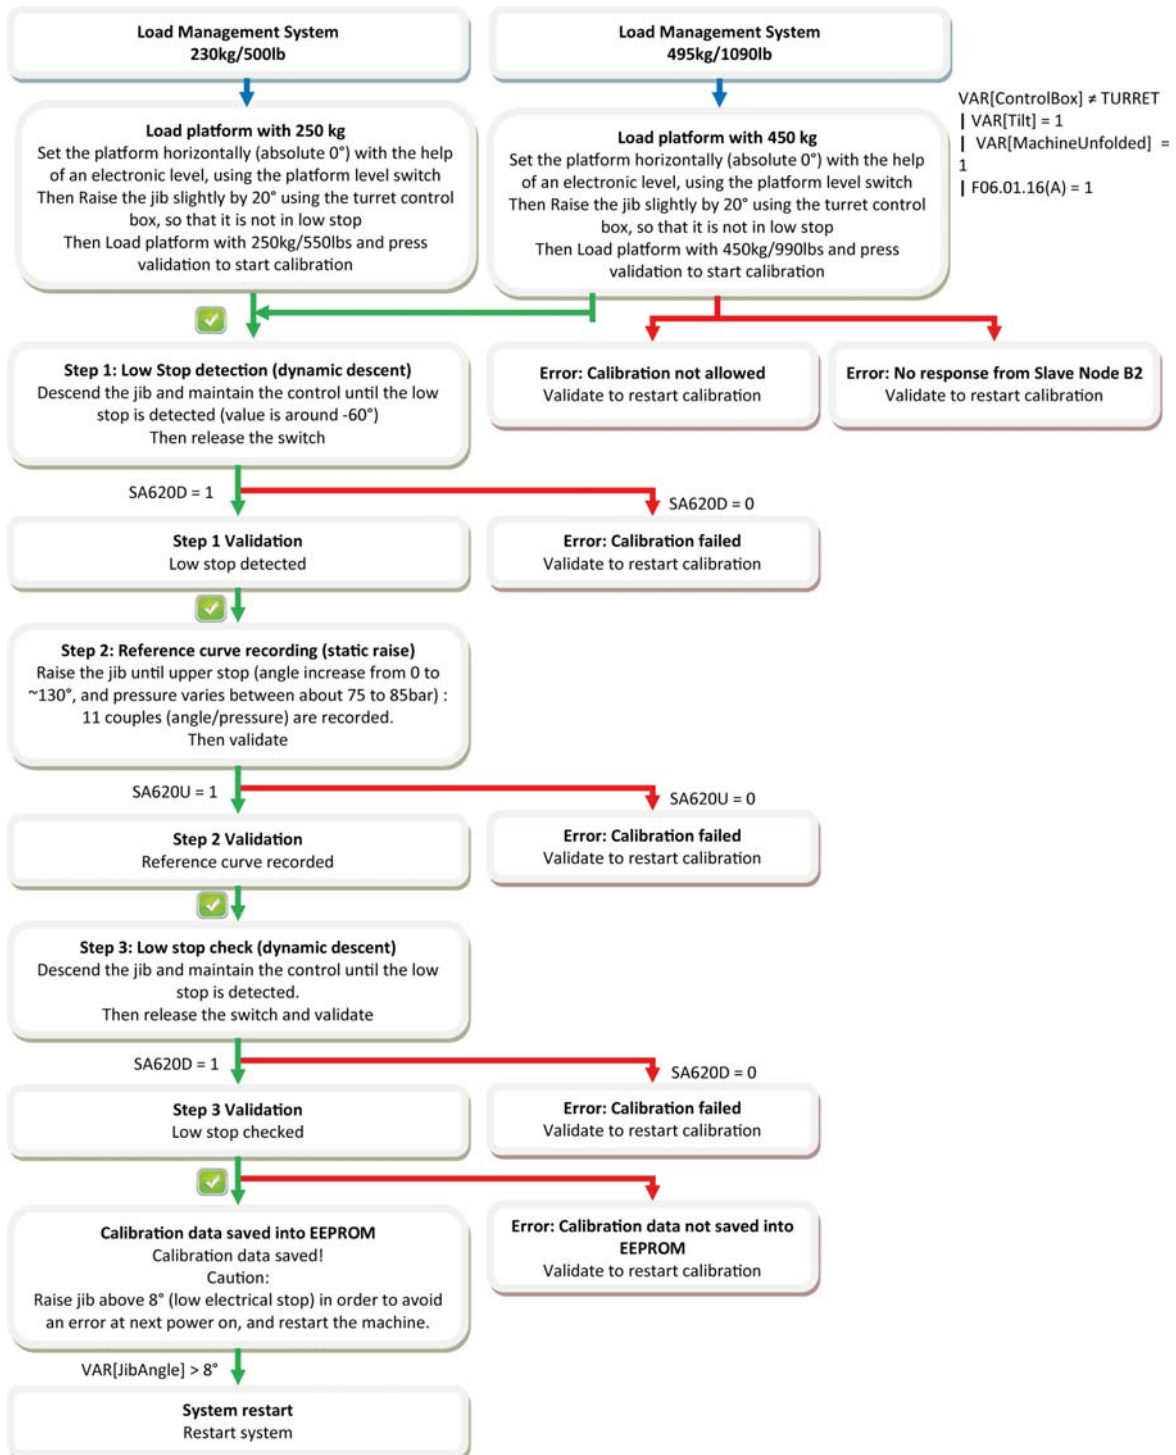 Load Management System
230kg/500lb
Load Management System
495kg/1090lb
VAR[ControlBox] ≠ TURRET
| VAR[Tilt] = 1
| VAR[MachineUnfolded] =
1
| F06.01.16(A) = 1
Load platform with 250 kg
Set the platform horizontally (absolute 0°) with the help
of an electronic level, using the platform level switch
Then Raise the jib slightly by 20° using the turret control
box, so that it is not in low stop
Then Load platform with 250kg/550lbs and press
validation to start calibration
Load platform with 450 kg
Set the platform horizontally (absolute 0°) with the help
of an electronic level, using the platform level switch
Then Raise the jib slightly by 20° using the turret control
box, so that it is not in low stop
Then Load platform with 450kg/990lbs and press
validation to start calibration
Step 1: Low Stop detection (dynamic descent)
Descend the jib and maintain the control until the low
stop is detected (value is around -60°)
Then release the switch
Error: Calibration not allowed
Validate to restart calibration
Error: No response from Slave Node B2
Validate to restart calibration
SA620D = 1
SA620D = 0
Step 1 Validation
Low stop detected
Error: Calibration failed
Validate to restart calibration
Step 2: Reference curve recording (static raise)
Raise the jib until upper stop (angle increase from 0 to
~130°, and pressure varies between about 75 to 85bar) :
11 couples (angle/pressure) are recorded.
Then validate
SA620U = 1
SA620U = 0
Step 2 Validation
Reference curve recorded
Error: Calibration failed
Validate to restart calibration
Step 3: Low stop check (dynamic descent)
Descend the jib and maintain the control until the low
stop is detected.
Then release the switch and validate
SA620D = 1
SA620D = 0
Step 3 Validation
Low stop checked
Error: Calibration failed
Validate to restart calibration
Calibration data saved into EEPROM
Calibration data saved!
Caution:
Raise jib above 8° (low electrical stop) in order to avoid
an error at next power on, and restart the machine.
Error: Calibration data not saved into
EEPROM
Validate to restart calibration
VAR[JibAngle] > 8°
System restart
Restart system